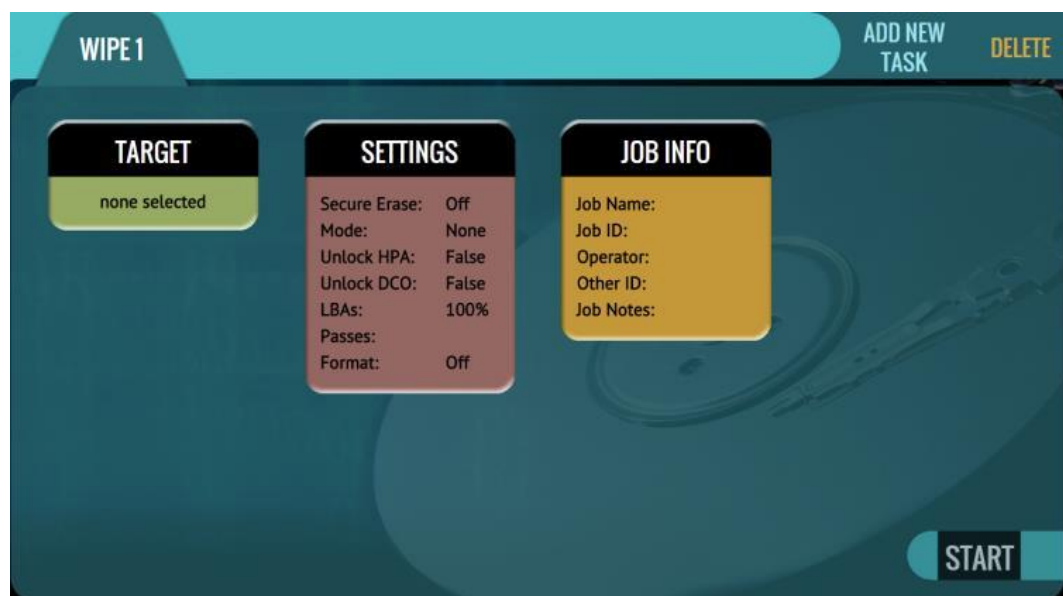 WIPE 1
ADD NEW
TASK
DELETE
TARGET
none selected
SETTINGS
Secure Erase: Off
Mode: None
Unlock HPA: False
Unlock DCO: False
LBAs: 100%
Passes:
Format: Off
JOB INFO
Job Name:
Job ID:
Operator:
Other ID:
Job Notes:
START